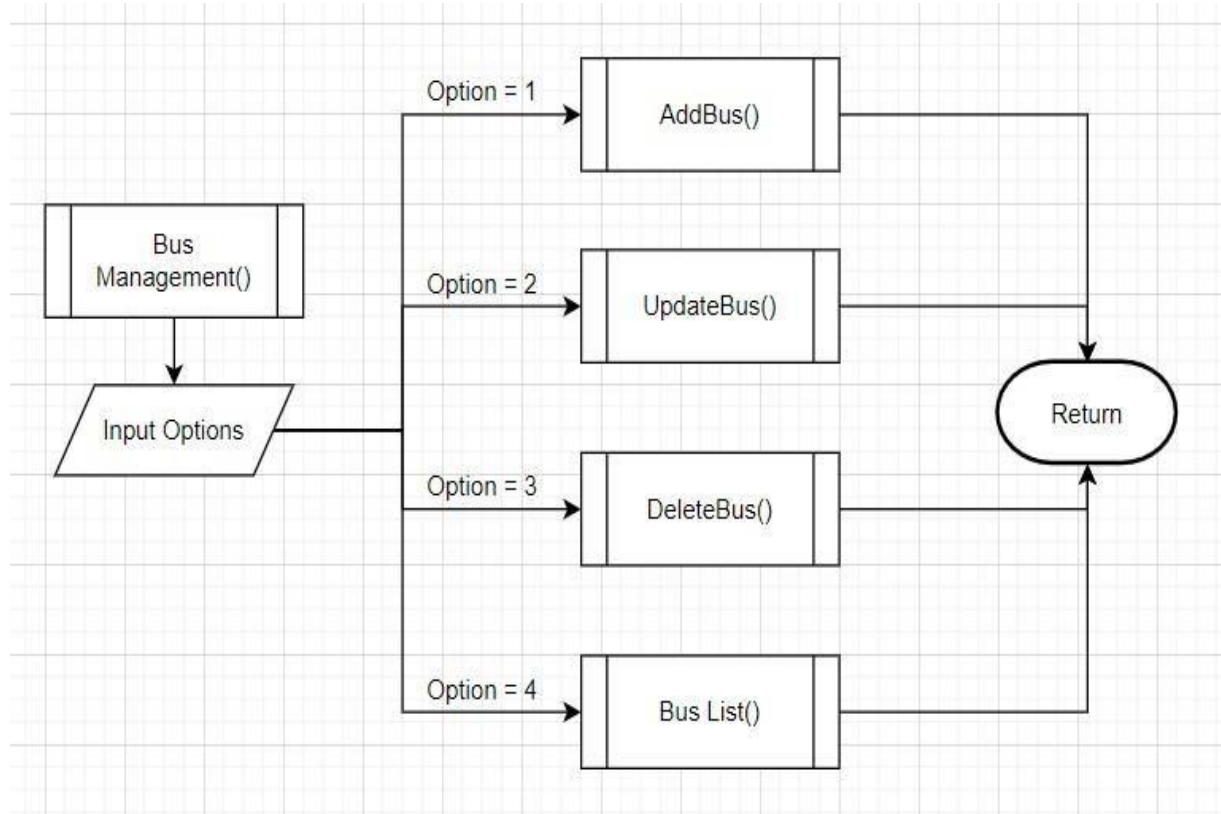 Option = 1
AddBus()
Bus
Management()
Option = 2
UpdateBus()
Input Options
Return
Option = 3
DeleteBus()
Option = 4
Bus List()